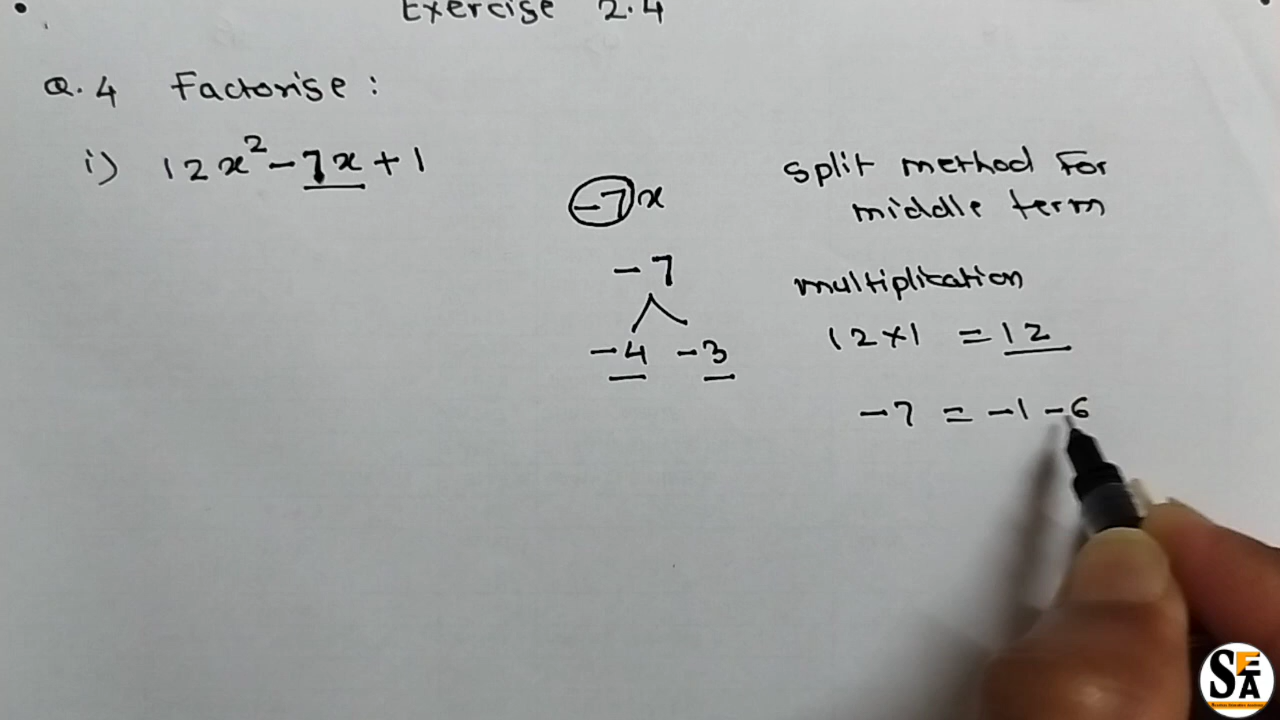 Exercise 2.4
Q.4 Factorise:
i) 12x² - 7x + 1
-7x
-7
-4 -3
split method for
middle term
multiplication
12×1 = 12
-7 = -1 -6
SFA